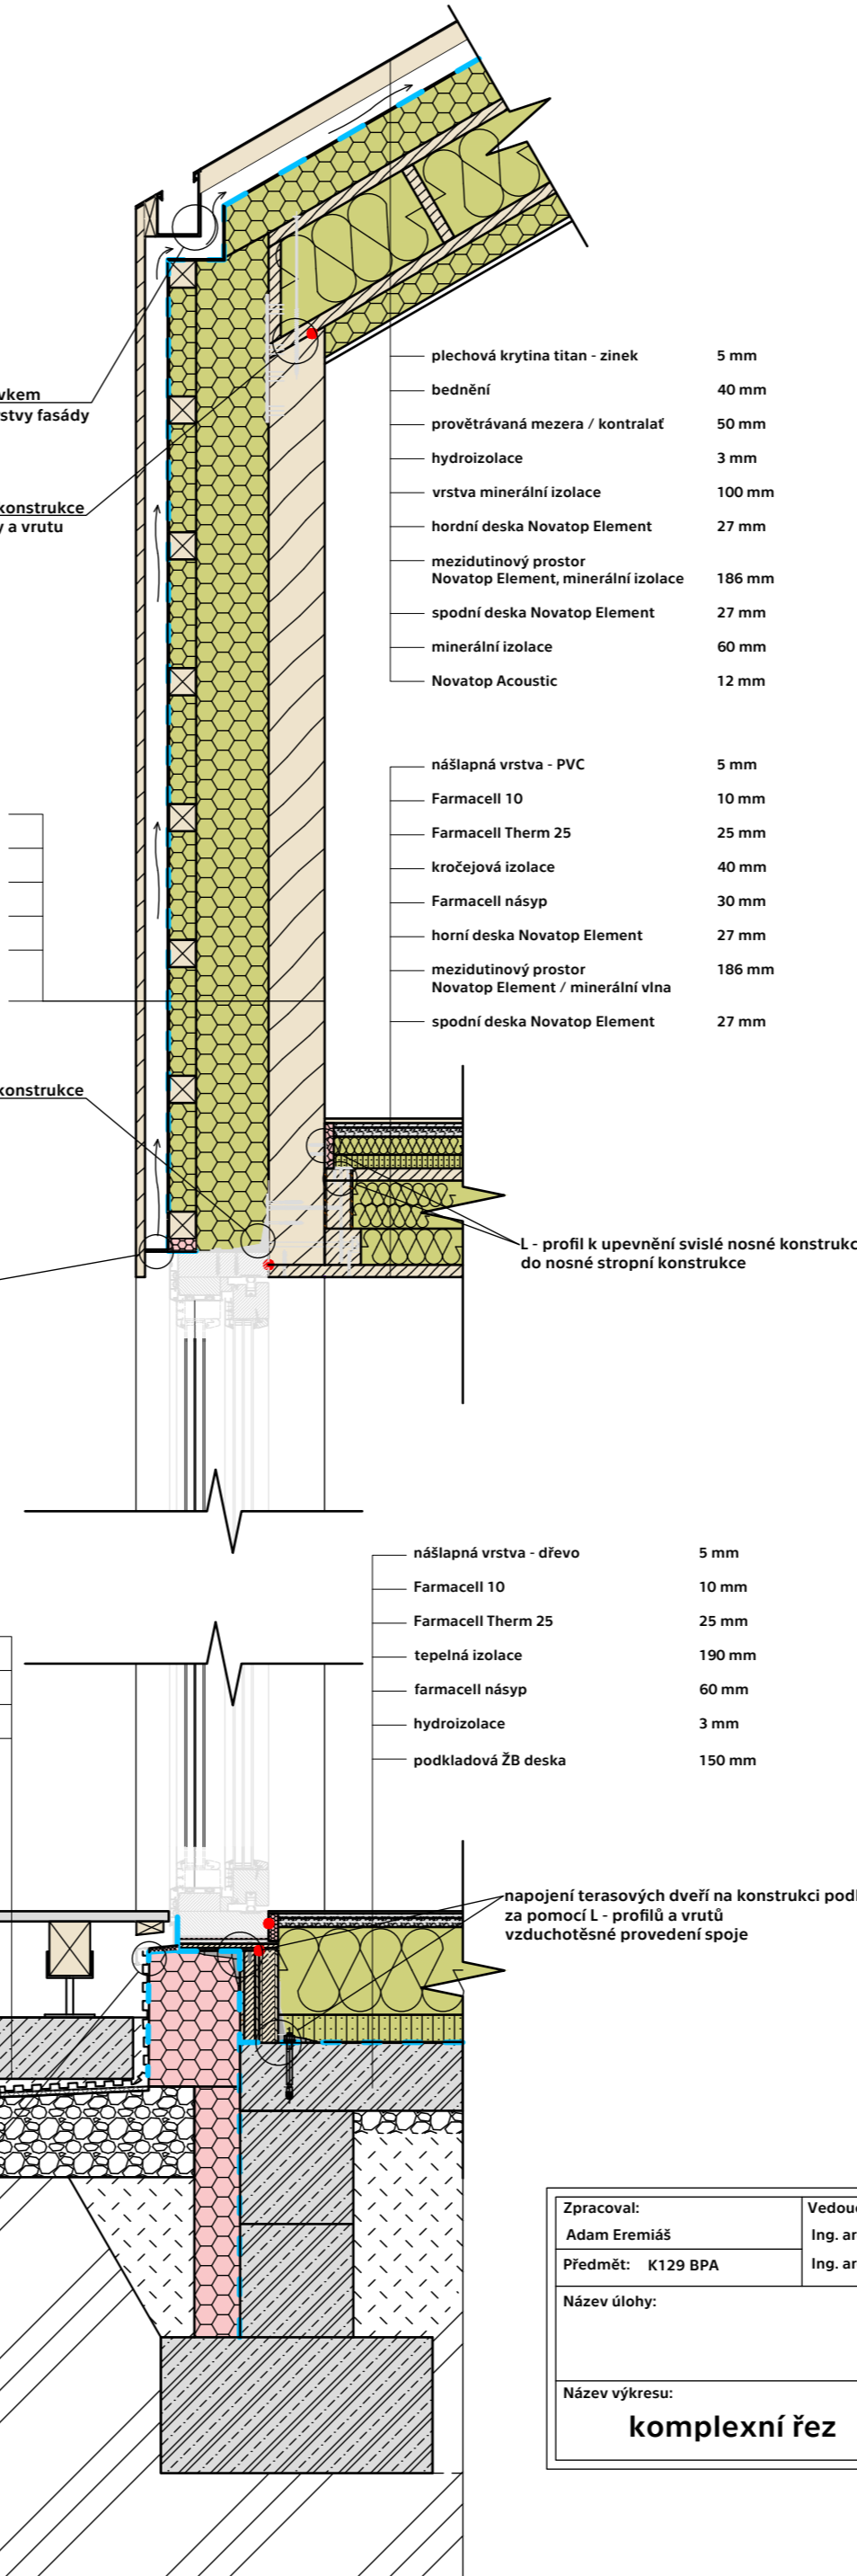 vkem
rstvy fasády
konstrukce
y a vrutu
plechová krytina titan - zinek 5 mm
bednění 40 mm
provětrávaná mezera / kontralať 50 mm
hydroizolace 3 mm
vrstva minerální izolace 100 mm
hordní deska Novatop Element 27 mm
mezidutinový prostor
Novatop Element, minerální izolace 186 mm
spodní deska Novatop Element 27 mm
minerální izolace 60 mm
Novatop Acoustic 12 mm
nášlapná vrstva - PVC 5 mm
Farmacell 10 10 mm
Farmacell Therm 25 25 mm
kročejová izolace 40 mm
Farmacell násyp 30 mm
horní deska Novatop Element 27 mm
mezidutinový prostor 186 mm
Novatop Element / minerální vlna
spodní deska Novatop Element 27 mm
konstrukce
L - profil k upevnění svislé nosné konstrukc
do nosné stropní konstrukce
nášlapná vrstva - dřevo 5 mm
Farmacell 10 10 mm
Farmacell Therm 25 25 mm
tepelná izolace 190 mm
farmacell násyp 60 mm
hydroizolace 3 mm
podkladová ŽB deska 150 mm
napojení terasových dveří na konstrukci podl
za pomocí L - profilů a vrutů
vzduchotěsné provedení spoje
Zpracoval: Vedouc
Adam Eremiáš Ing. ar
Předmět: K129 BPA Ing. ar
Název úlohy:
Název výkresu:
komplexní řez